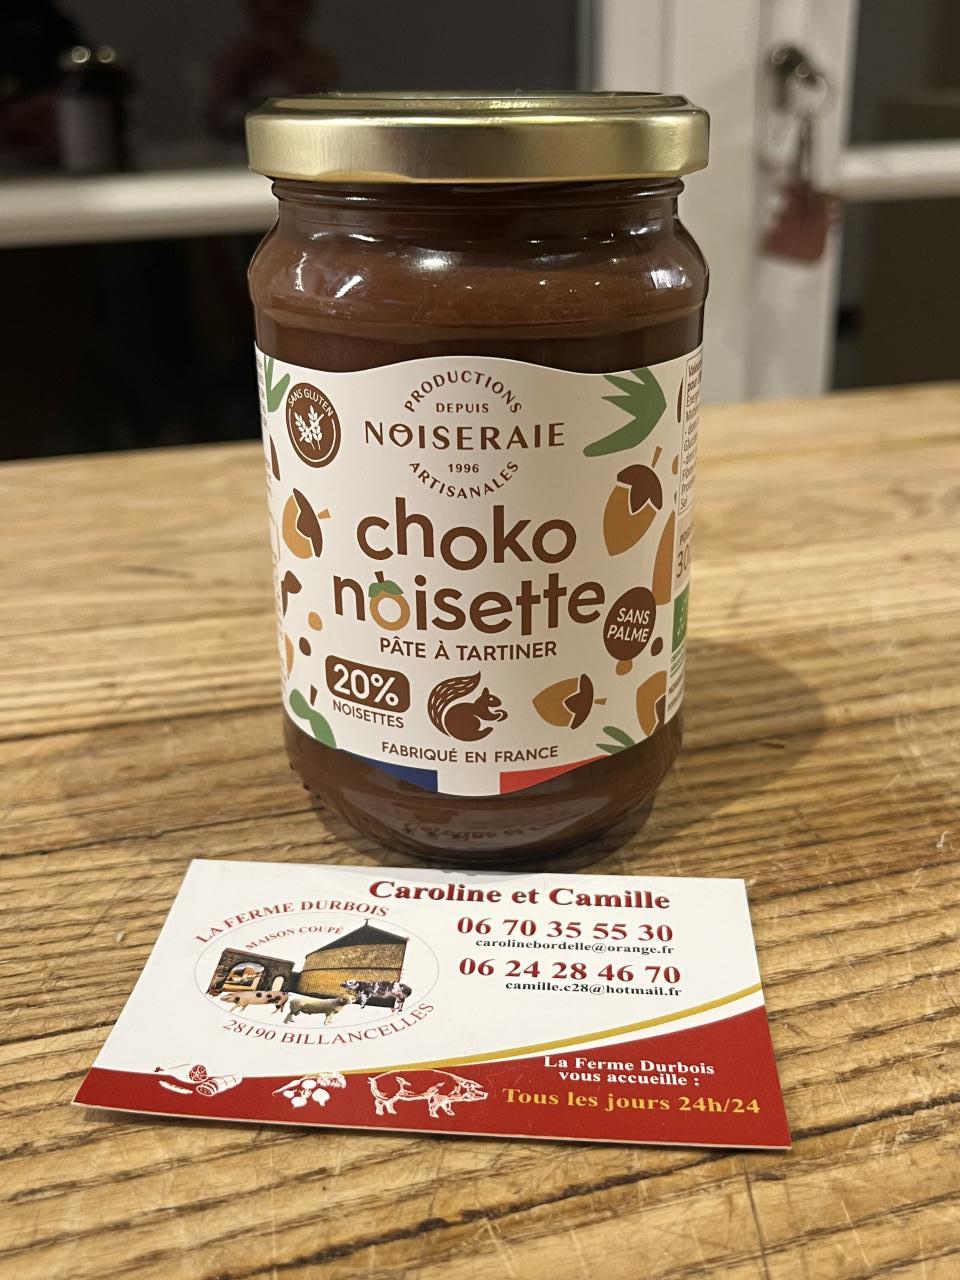 SANS GLUTEN
PRODUCTIONS
DEPUIS
NOISERAIE
1996
ARTISANALES
choko
noisette
SANS
PALME
PÂTE À TARTINER
20%
NOISETTES
FABRIQUÉ EN FRANCE
Caroline et Camille
LA FERME DURBOIS
MAISON COUPÉ
28190 BILLANCELLES
06 70 35 55 30
carolinebordelle@orange.fr
06 24 28 46 70
camille.c28@hotmail.fr
La Ferme Durbois
vous accueille :
Tous les jours 24h/24